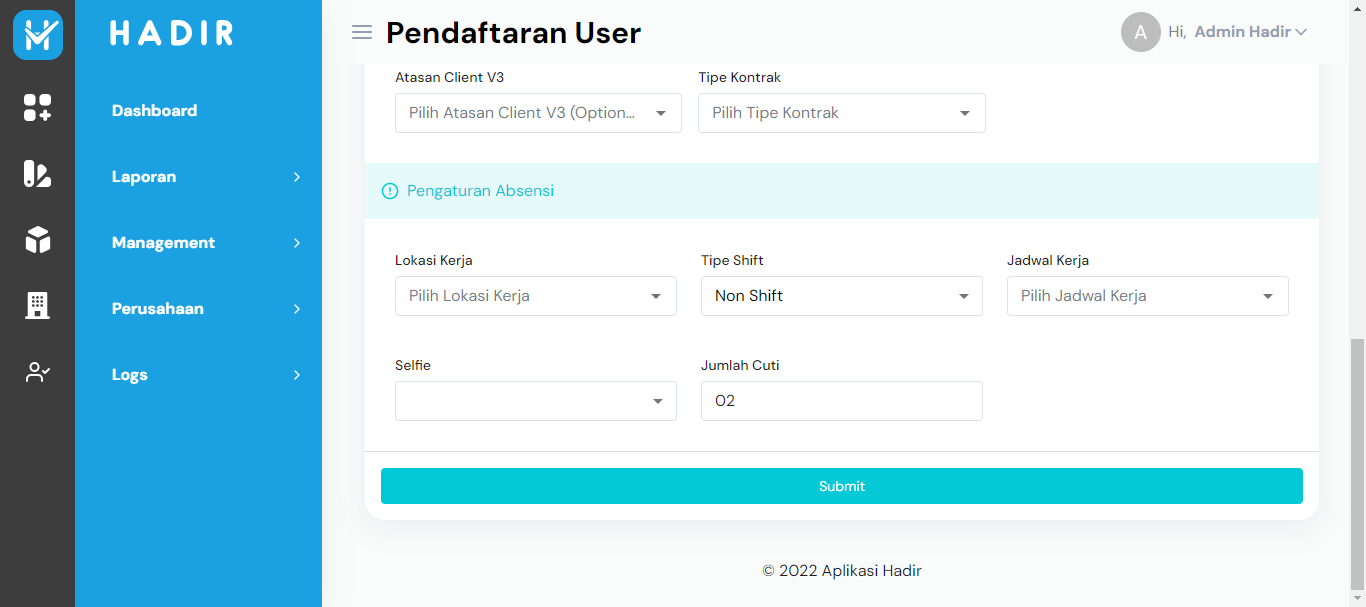 HADIR
Pendaftaran User
A
Hi, Admin Hadir
Dashboard
Laporan
Management
Perusahaan
Logs
Atasan Client V3
Tipe Kontrak
Pilih Atasan Client V3 (Option...
Pilih Tipe Kontrak
Pengaturan Absensi
Lokasi Kerja
Tipe Shift
Jadwal Kerja
Pilih Lokasi Kerja
Non Shift
Pilih Jadwal Kerja
Selfie
Jumlah Cuti
02
Submit
© 2022 Aplikasi Hadir